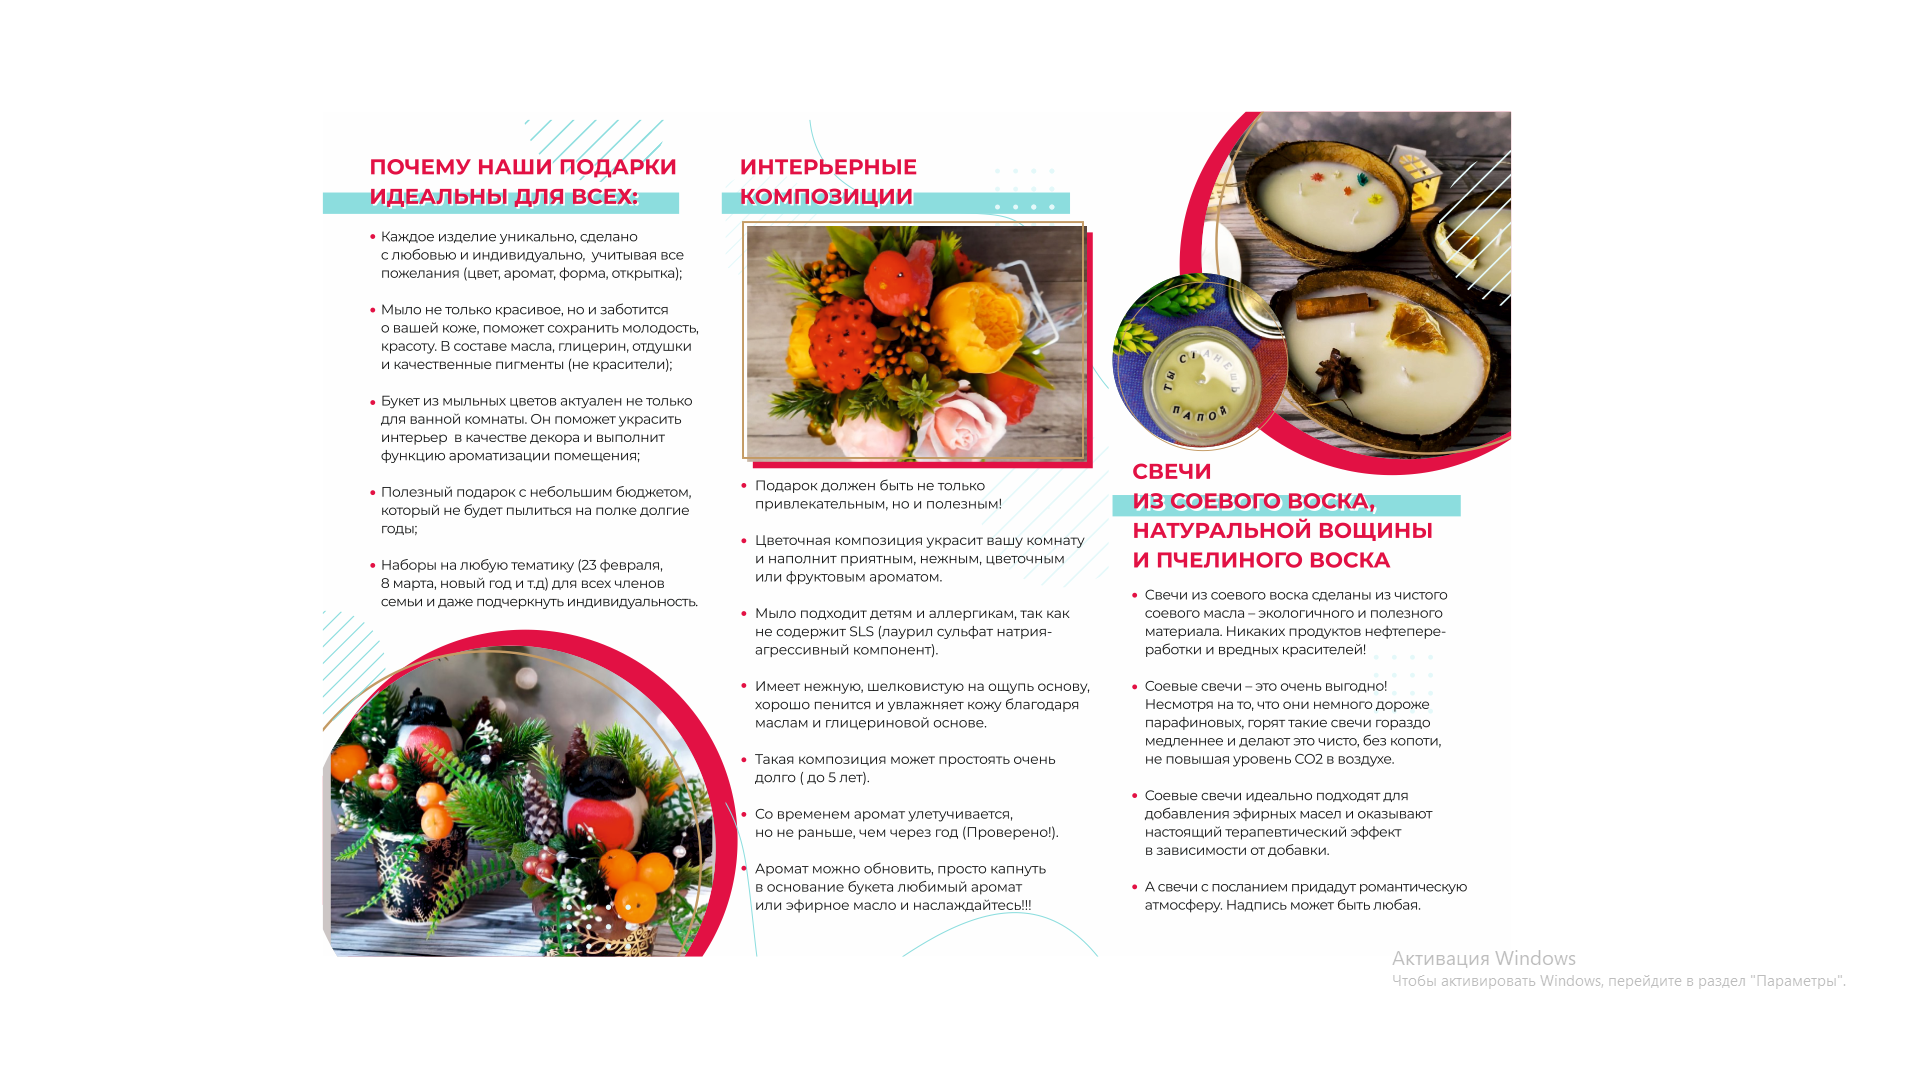 ПОЧЕМУ НАШИ ПОДАРКИ
ИДЕАЛЬНЫ ДЛЯ ВСЕХ:
• Каждое изделие уникально, сделано
с любовью и индивидуально, учитывая все
пожелания (цвет, аромат, форма, открытка);
• Мыло не только красивое, но и заботится
о вашей коже, поможет сохранить молодость,
красоту. В составе масла, глицерин, отдушки
и качественные пигменты (не красители);
• Букет из мыльных цветов актуален не только
для ванной комнаты. Он поможет украсить
интерьер в качестве декора и выполнит
функцию ароматизации помещения;
• Полезный подарок с небольшим бюджетом,
который не будет пылиться на полке долгие
годы;
• Наборы на любую тематику (23 февраля,
8 марта, новый год и т.д) для всех членов
семьи и даже подчеркнуть индивидуальность.
ИНТЕРЬЕРНЫЕ
КОМПОЗИЦИИ
• Подарок должен быть не только
привлекательным, но и полезным!
• Цветочная композиция украсит вашу комнату
и наполнит приятным, нежным, цветочным
или фруктовым ароматом.
• Мыло подходит детям и аллергикам, так как
не содержит SLS (лаурил сульфат натрия-
агрессивный компонент).
• Имеет нежную, шелковистую на ощупь основу,
хорошо пенится и увлажняет кожу благодаря
маслам и глицериновой основе.
• Такая композиция может простоять очень
долго ( до 5 лет).
• Со временем аромат улетучивается,
но не раньше, чем через год (Проверено!).
• Аромат можно обновить, просто капнуть
в основание букета любимый аромат
или эфирное масло и наслаждайтесь!!!
ТЫ СТАНЕШЬ
ПАПОЙ
СВЕЧИ
ИЗ СОЕВОГО ВОСКА,
НАТУРАЛЬНОЙ ВОЩИНЫ
И ПЧЕЛИНОГО ВОСКА
• Свечи из соевого воска сделаны из чистого
соевого масла – экологичного и полезного
материала. Никаких продуктов нефтепере-
работки и вредных красителей!
• Соевые свечи – это очень выгодно!
Несмотря на то, что они немного дороже
парафиновых, горят такие свечи гораздо
медленнее и делают это чисто, без копоти,
не повышая уровень СО2 в воздухе.
• Соевые свечи идеально подходят для
добавления эфирных масел и оказывают
настоящий терапевтический эффект
в зависимости от добавки.
• А свечи с посланием придадут романтическую
атмосферу. Надпись может быть любая.
Активация Windows
Чтобы активировать Windows, перейдите в раздел "Параметры".